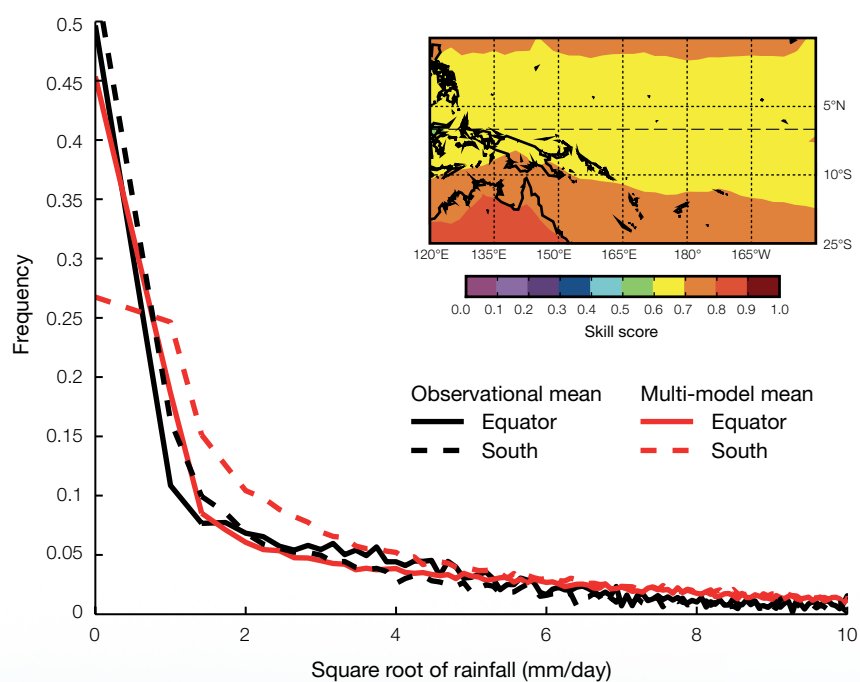 0.5
0.45
0.4
0.35
0.3
0.25
0.2
0.15
0.1
0.05
0
Frequency
0 2 4 6 8 10
Square root of rainfall (mm/day)
5°N
10°S
25°S
120°E 135°E 150°E 165°E 180° 165°W
0.0 0.1 0.2 0.3 0.4 0.5 0.6 0.7 0.8 0.9 1.0
Skill score
Observational mean Multi-model mean
Equator Equator
South South